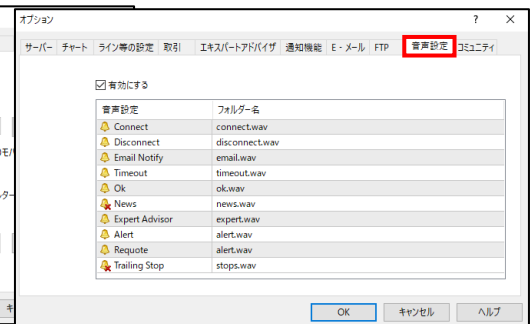 オプション ? ×
サーバー チャート ライン等の設定 取引 エキスパートアドバイザ 通知機能 E - メール FTP 音声設定 コミュニティ
有効にする
音声設定 フォルダー名
Connect connect.wav
Disconnect disconnect.wav
Email Notify email.wav
Timeout timeout.wav
Ok ok.wav
News news.wav
Expert Advisor expert.wav
Alert alert.wav
Requote alert.wav
Trailing Stop stops.wav
OK キャンセル ヘルプ